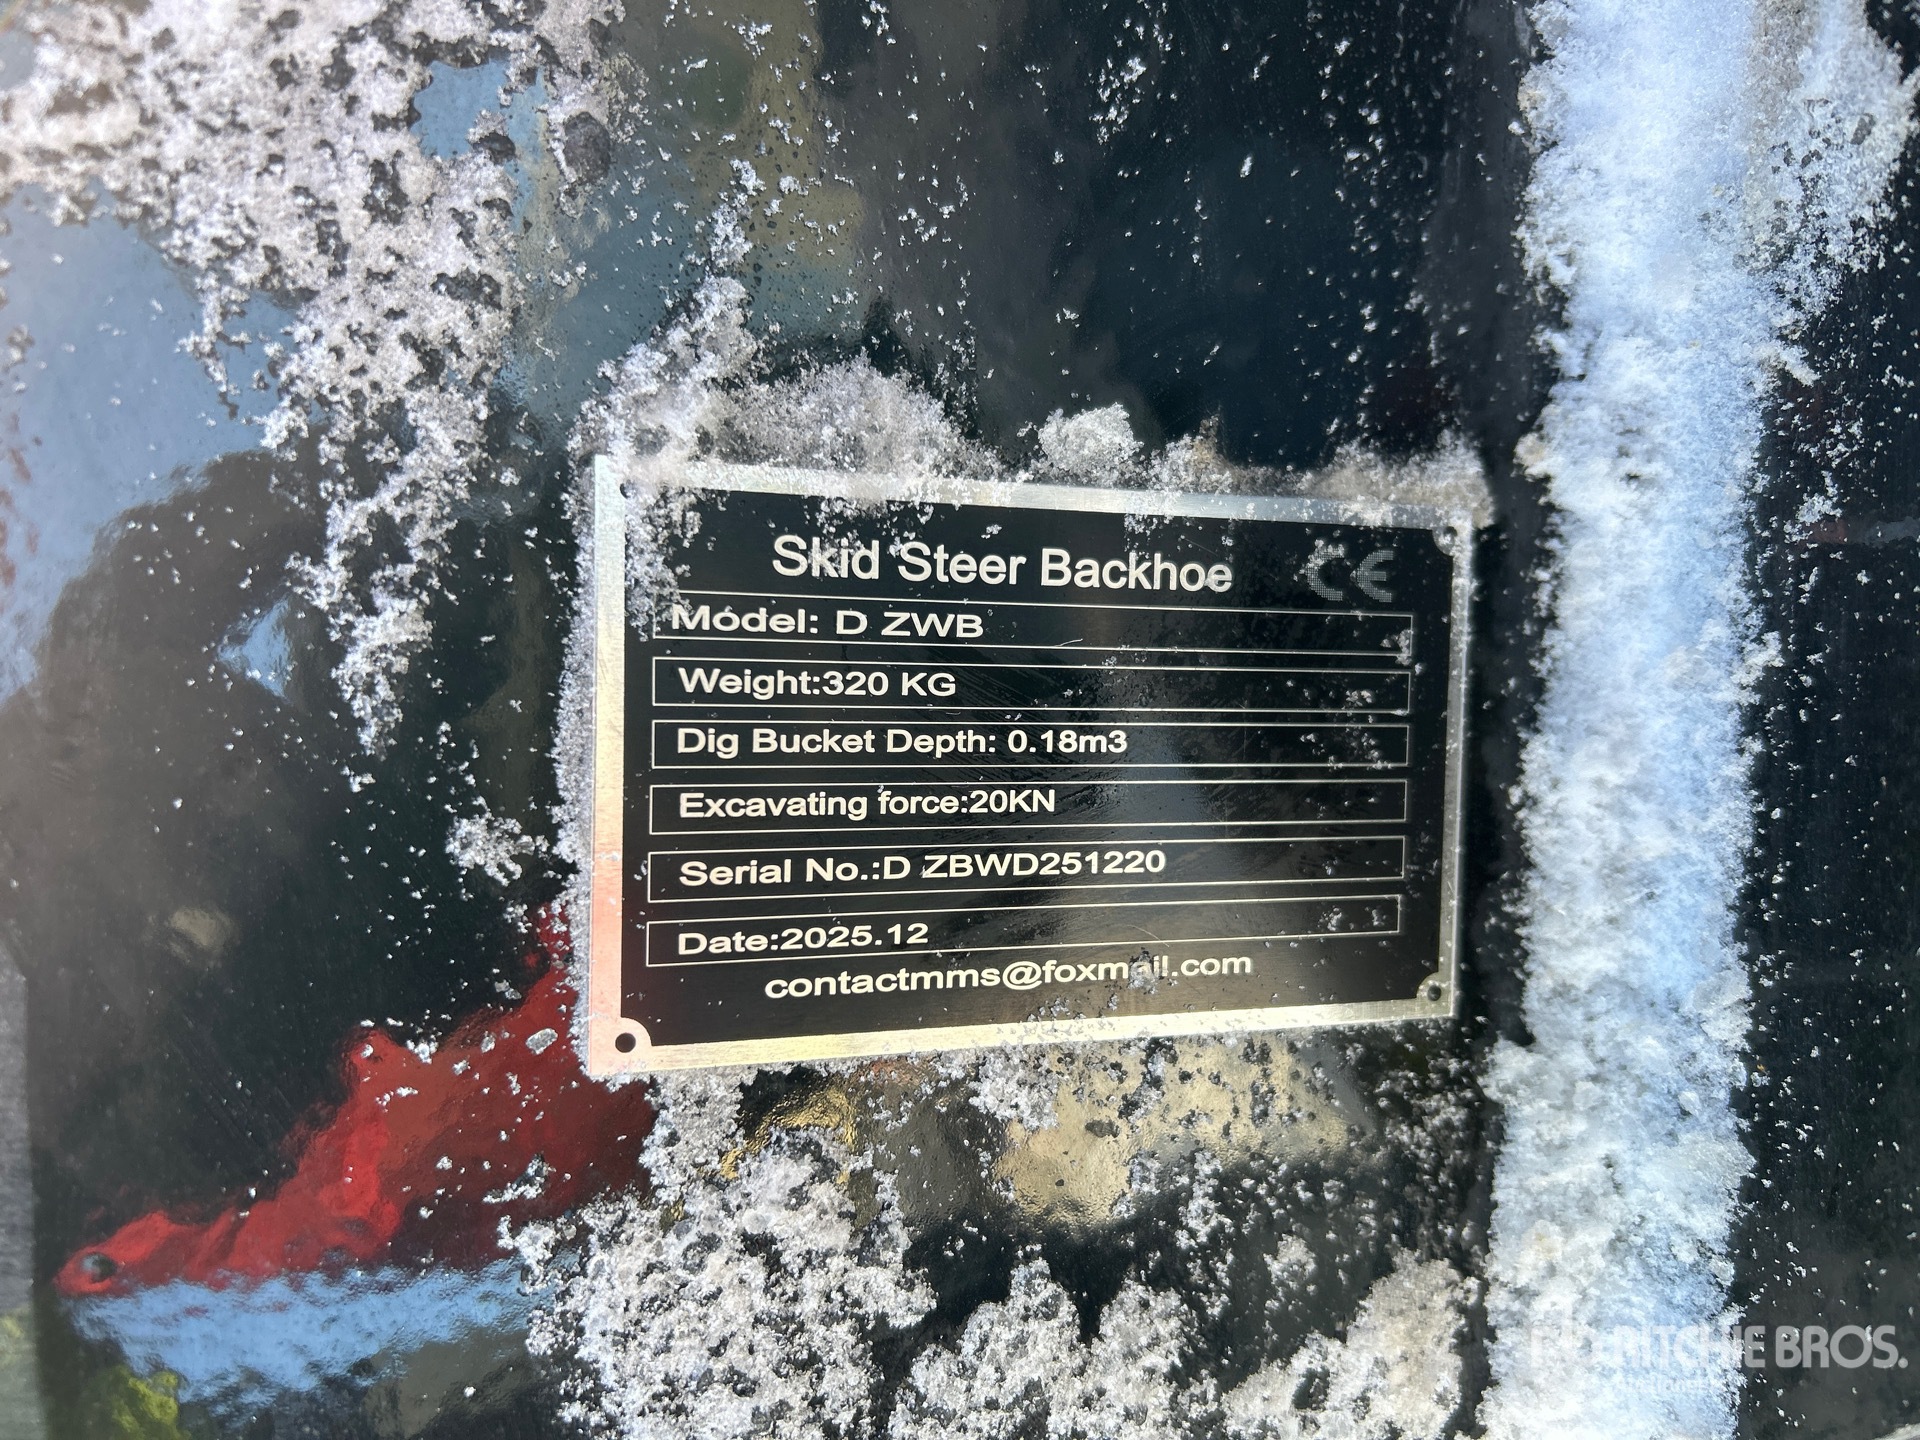 Skid Steer Backhoe CE
Model: D ZWB
Weight:320 KG
Dig Bucket Depth: 0.18m3
Excavating force:20KN
Serial No.:D ZBWD251220
Date:2025.12
contactmms@foxmail.com
RITCHIE BROS.